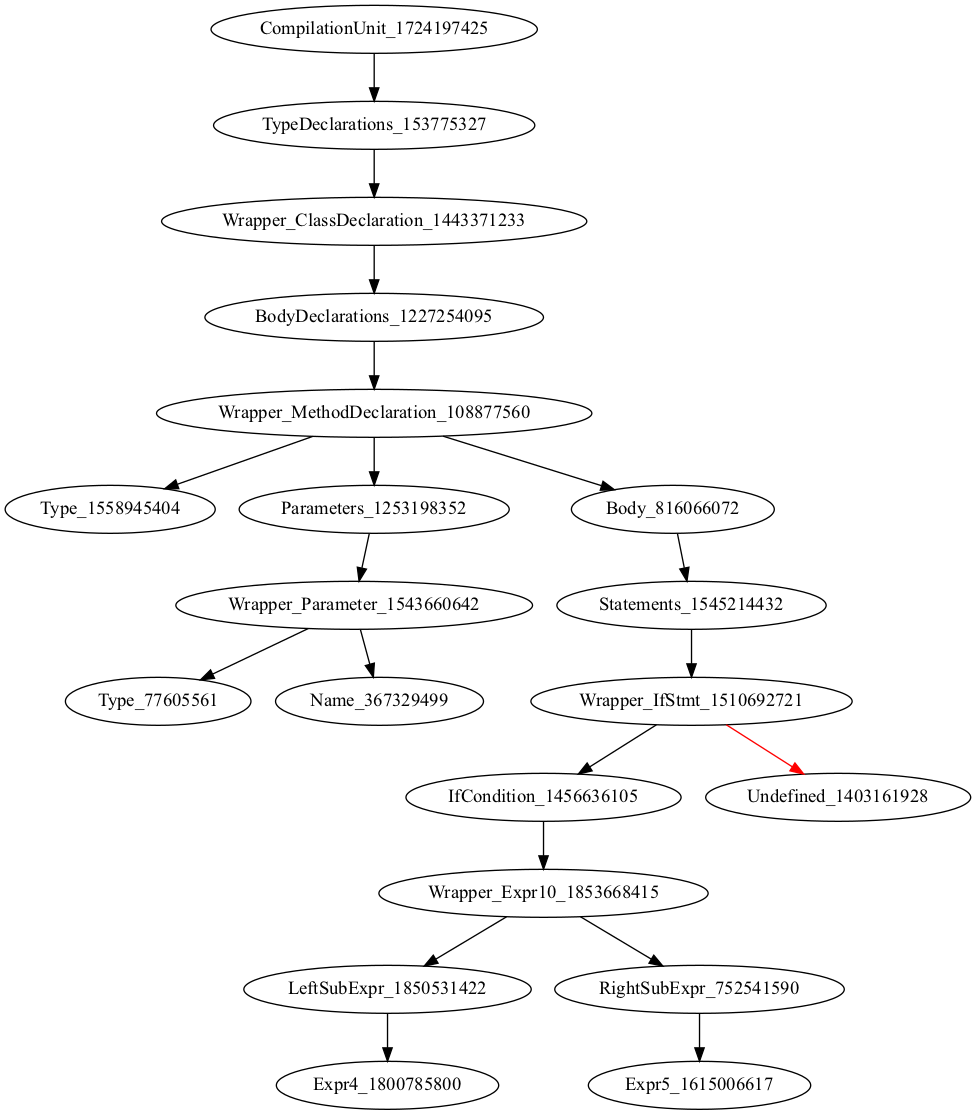 CompilationUnit_1724197425
TypeDeclarations_153775327
Wrapper_ClassDeclaration_1443371233
BodyDeclarations_1227254095
Wrapper_MethodDeclaration_108877560
Type_1558945404
Parameters_1253198352
Body_816066072
Wrapper_Parameter_1543660642
Statements_1545214432
Type_77605561
Name_367329499
Wrapper_IfStmt_1510692721
IfCondition_1456636105
Undefined_1403161928
Wrapper_Expr10_1853668415
LeftSubExpr_1850531422
RightSubExpr_752541590
Expr4_1800785800
Expr5_1615006617